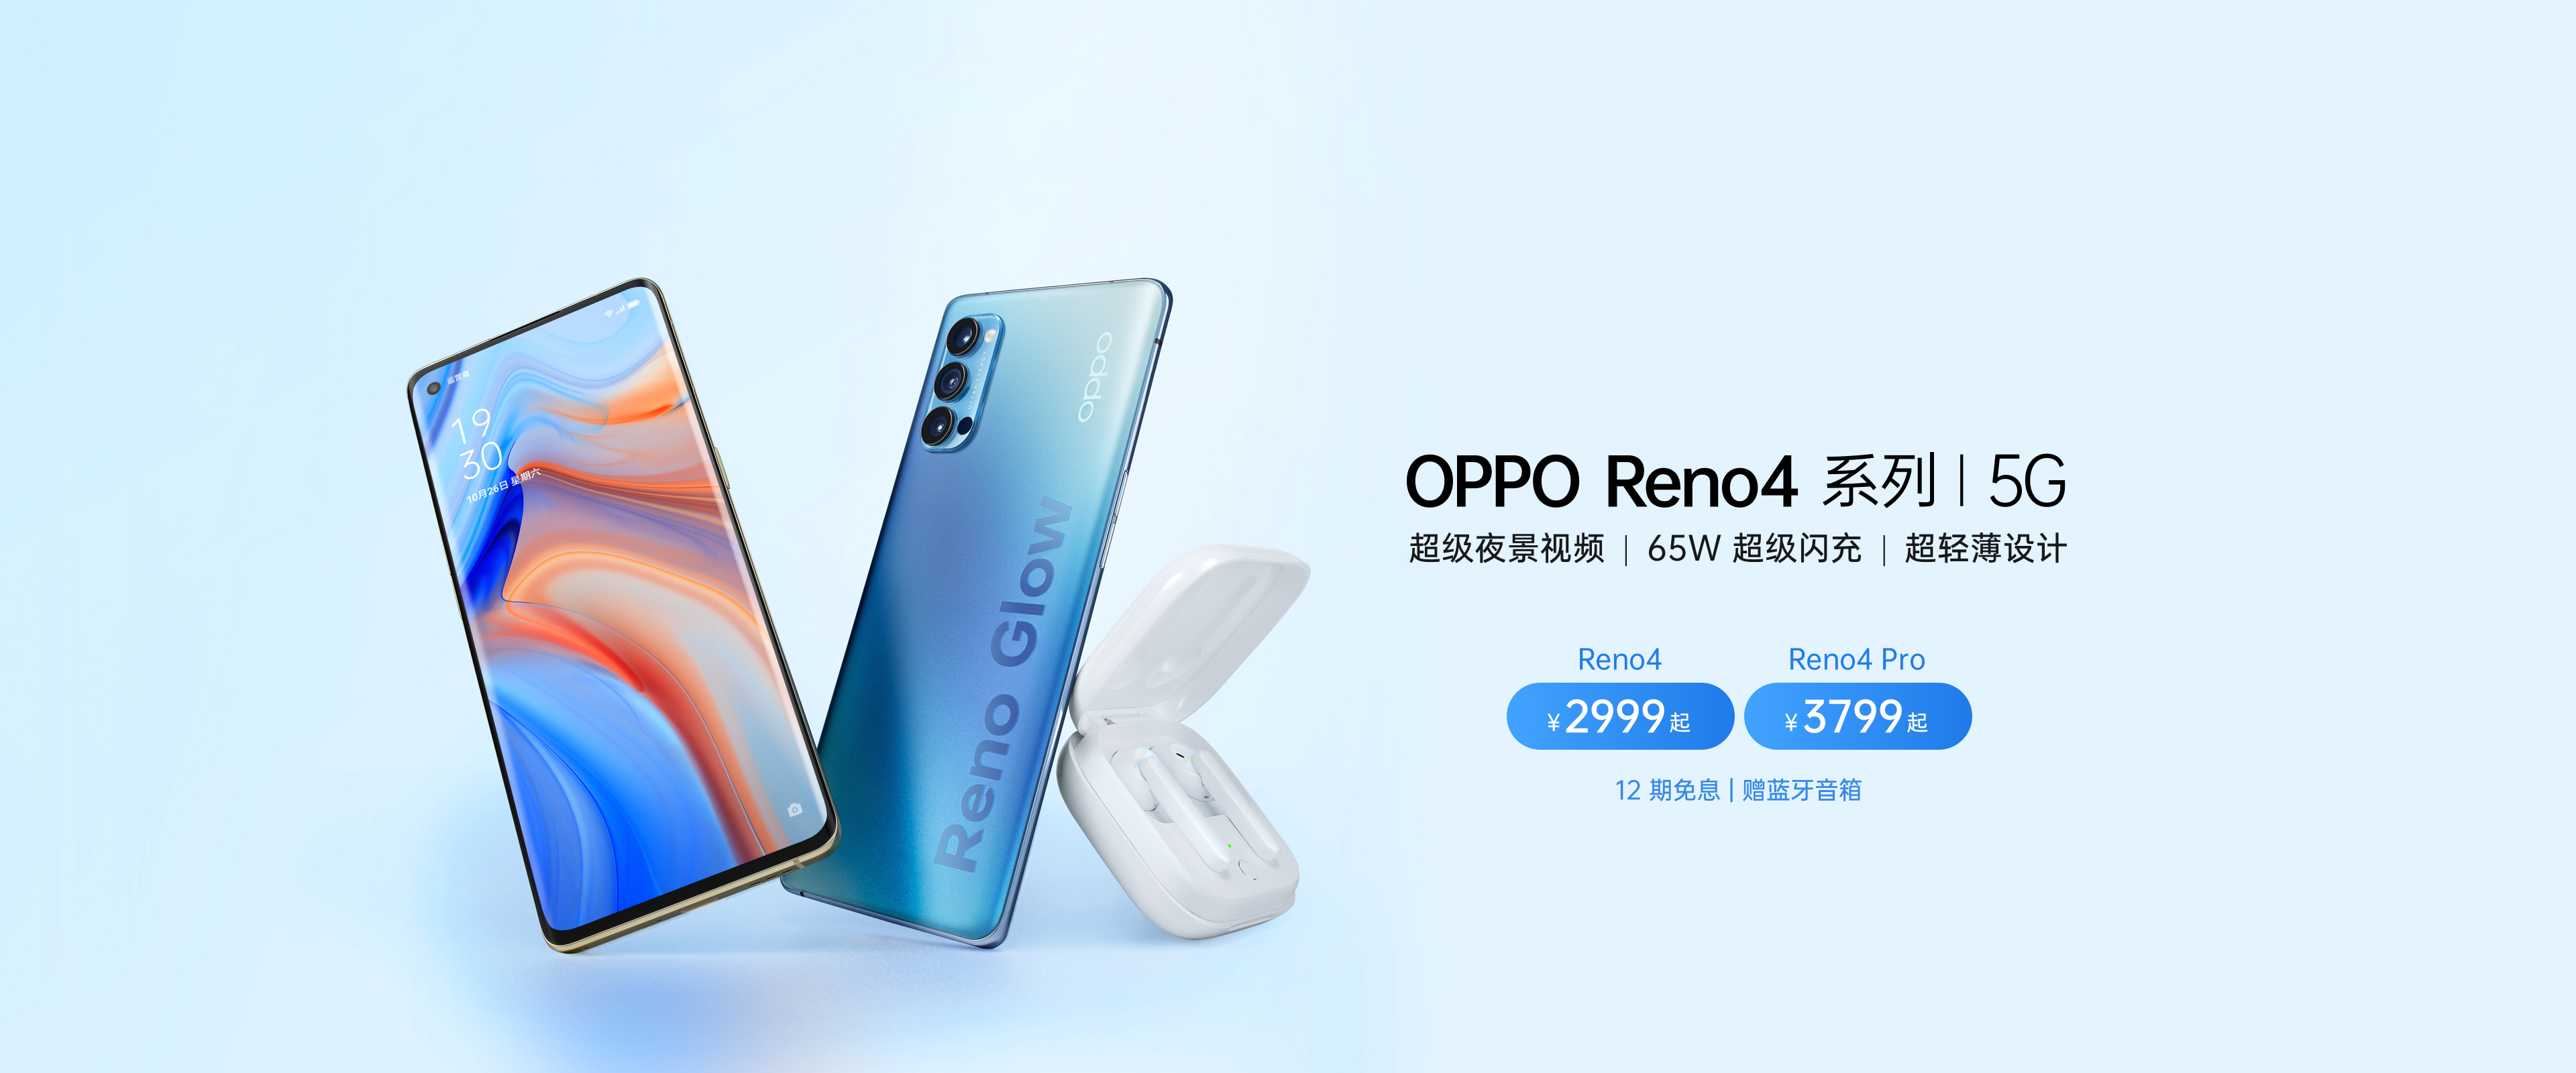 运营商
19
30
10月26日 星期六
oppo
Reno Glow
OPPO Reno4 系列 | 5G
超级夜景视频 | 65W 超级闪充 | 超轻薄设计
Reno4
¥2999起
Reno4 Pro
¥3799起
12 期免息 | 赠蓝牙音箱